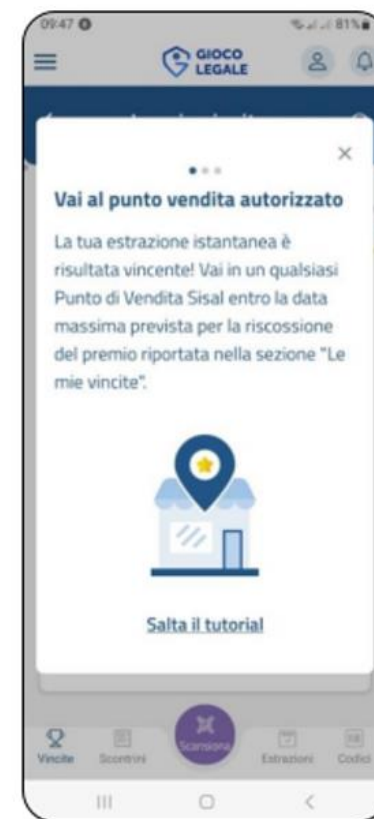 09:47
81%
GIOCO
LEGALE
Vai al punto vendita autorizzato
La tua estrazione istantanea è
risultata vincente! Vai in un qualsiasi
Punto di Vendita Sisal entro la data
massima prevista per la riscossione
del premio riportata nella sezione "Le
mie vincite".
Salta il tutorial
Vincite Scontrini Scansiona Estrazioni Codici